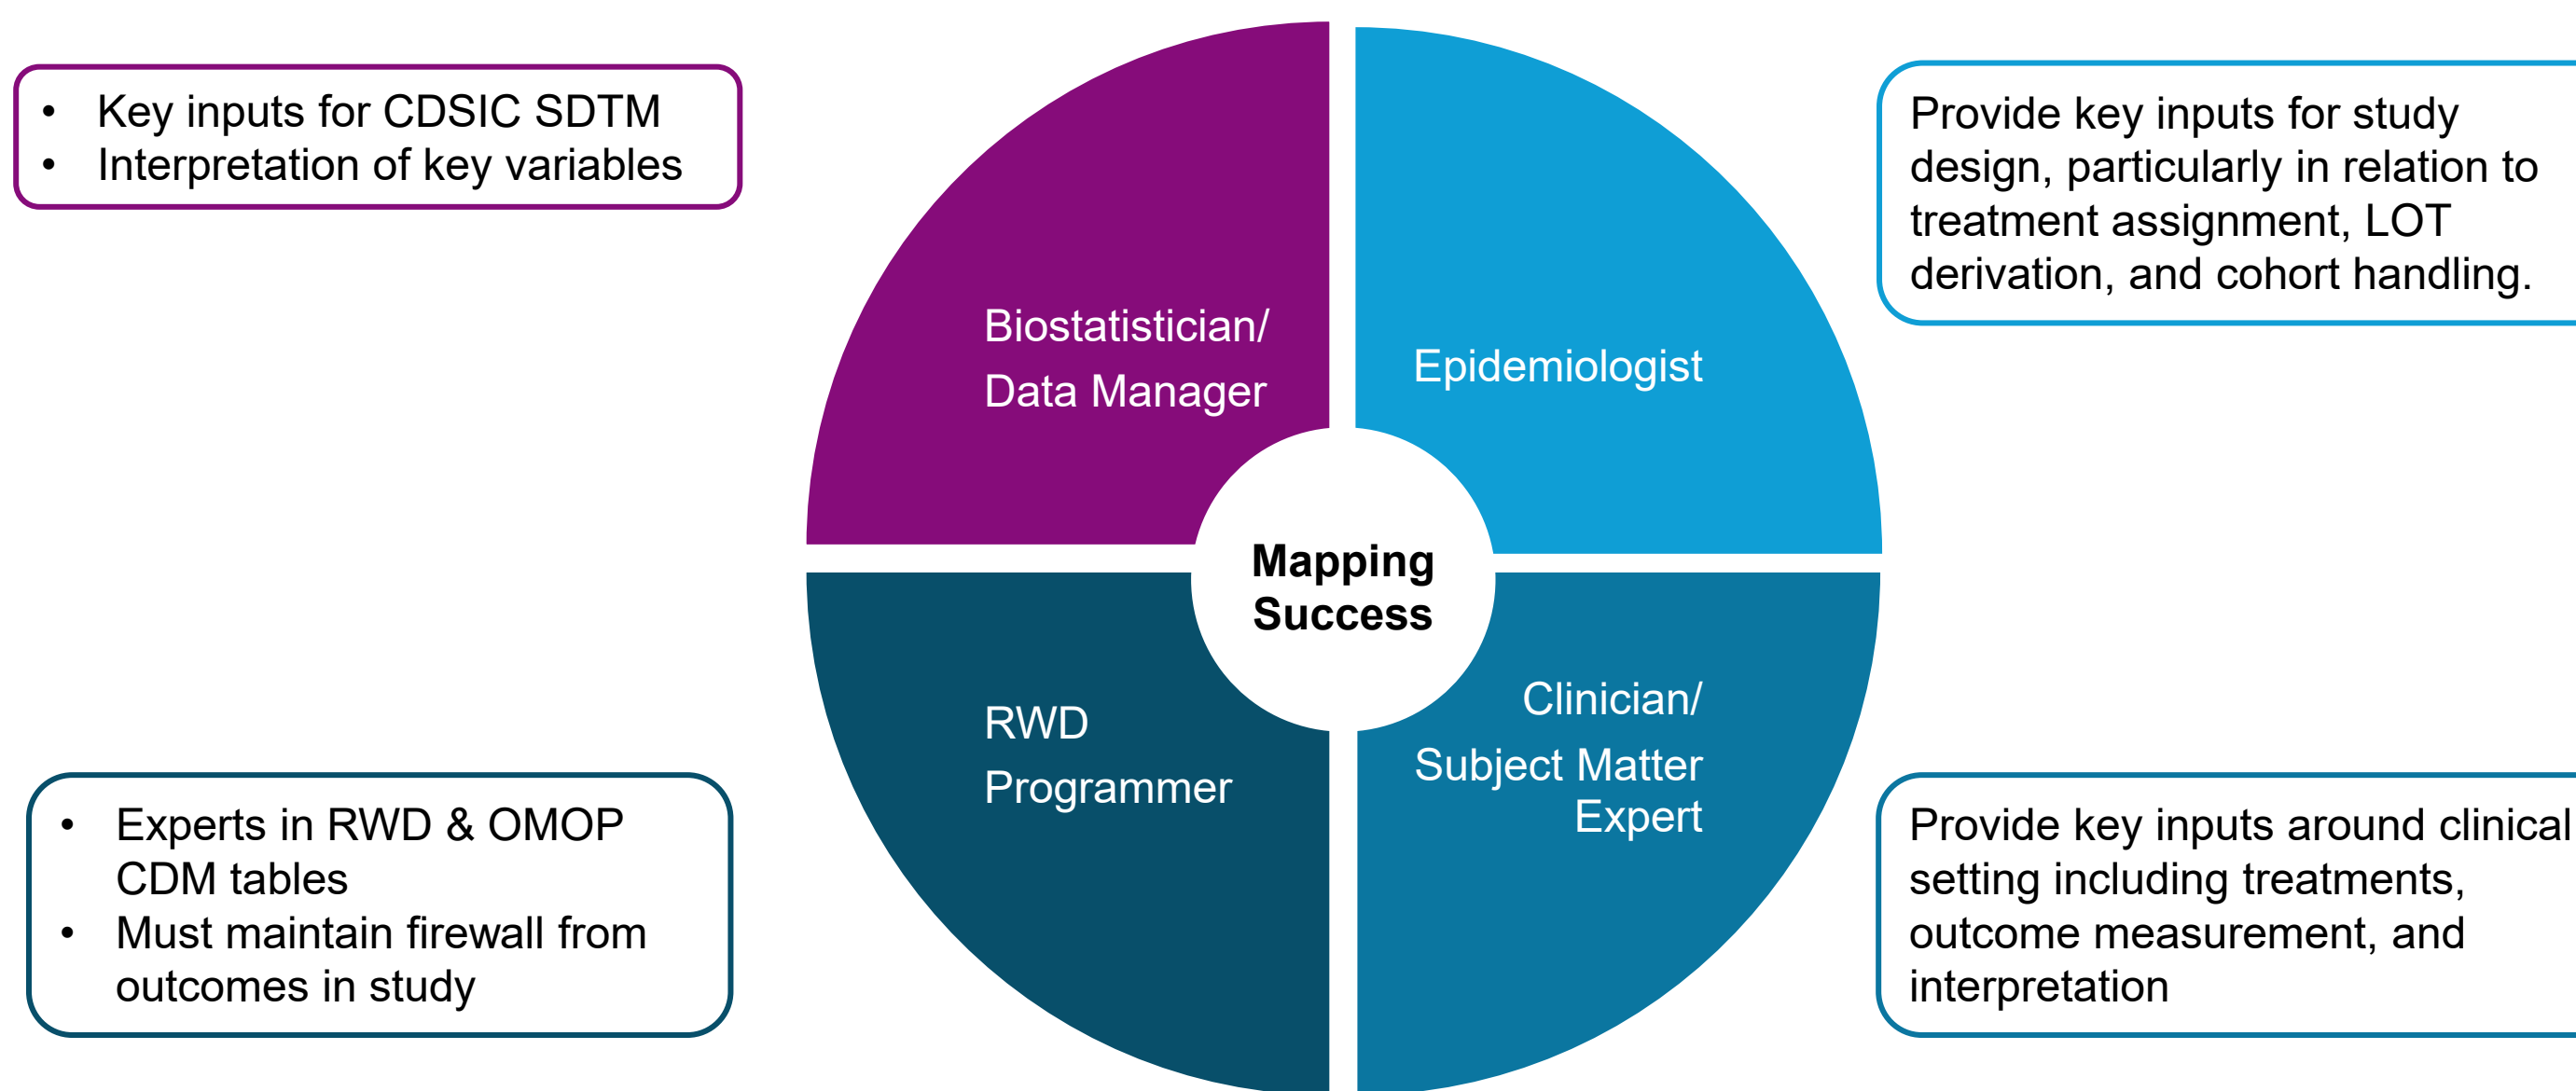 • Key inputs for CDSIC SDTM
• Interpretation of key variables
Provide key inputs for study
design, particularly in relation to
treatment assignment, LOT
derivation, and cohort handling.
Biostatistician/
Data Manager
Epidemiologist
Mapping
Success
RWD
Programmer
Clinician/
Subject Matter
Expert
• Experts in RWD & OMOP
CDM tables
• Must maintain firewall from
outcomes in study
Provide key inputs around clinical
setting including treatments,
outcome measurement, and
interpretation